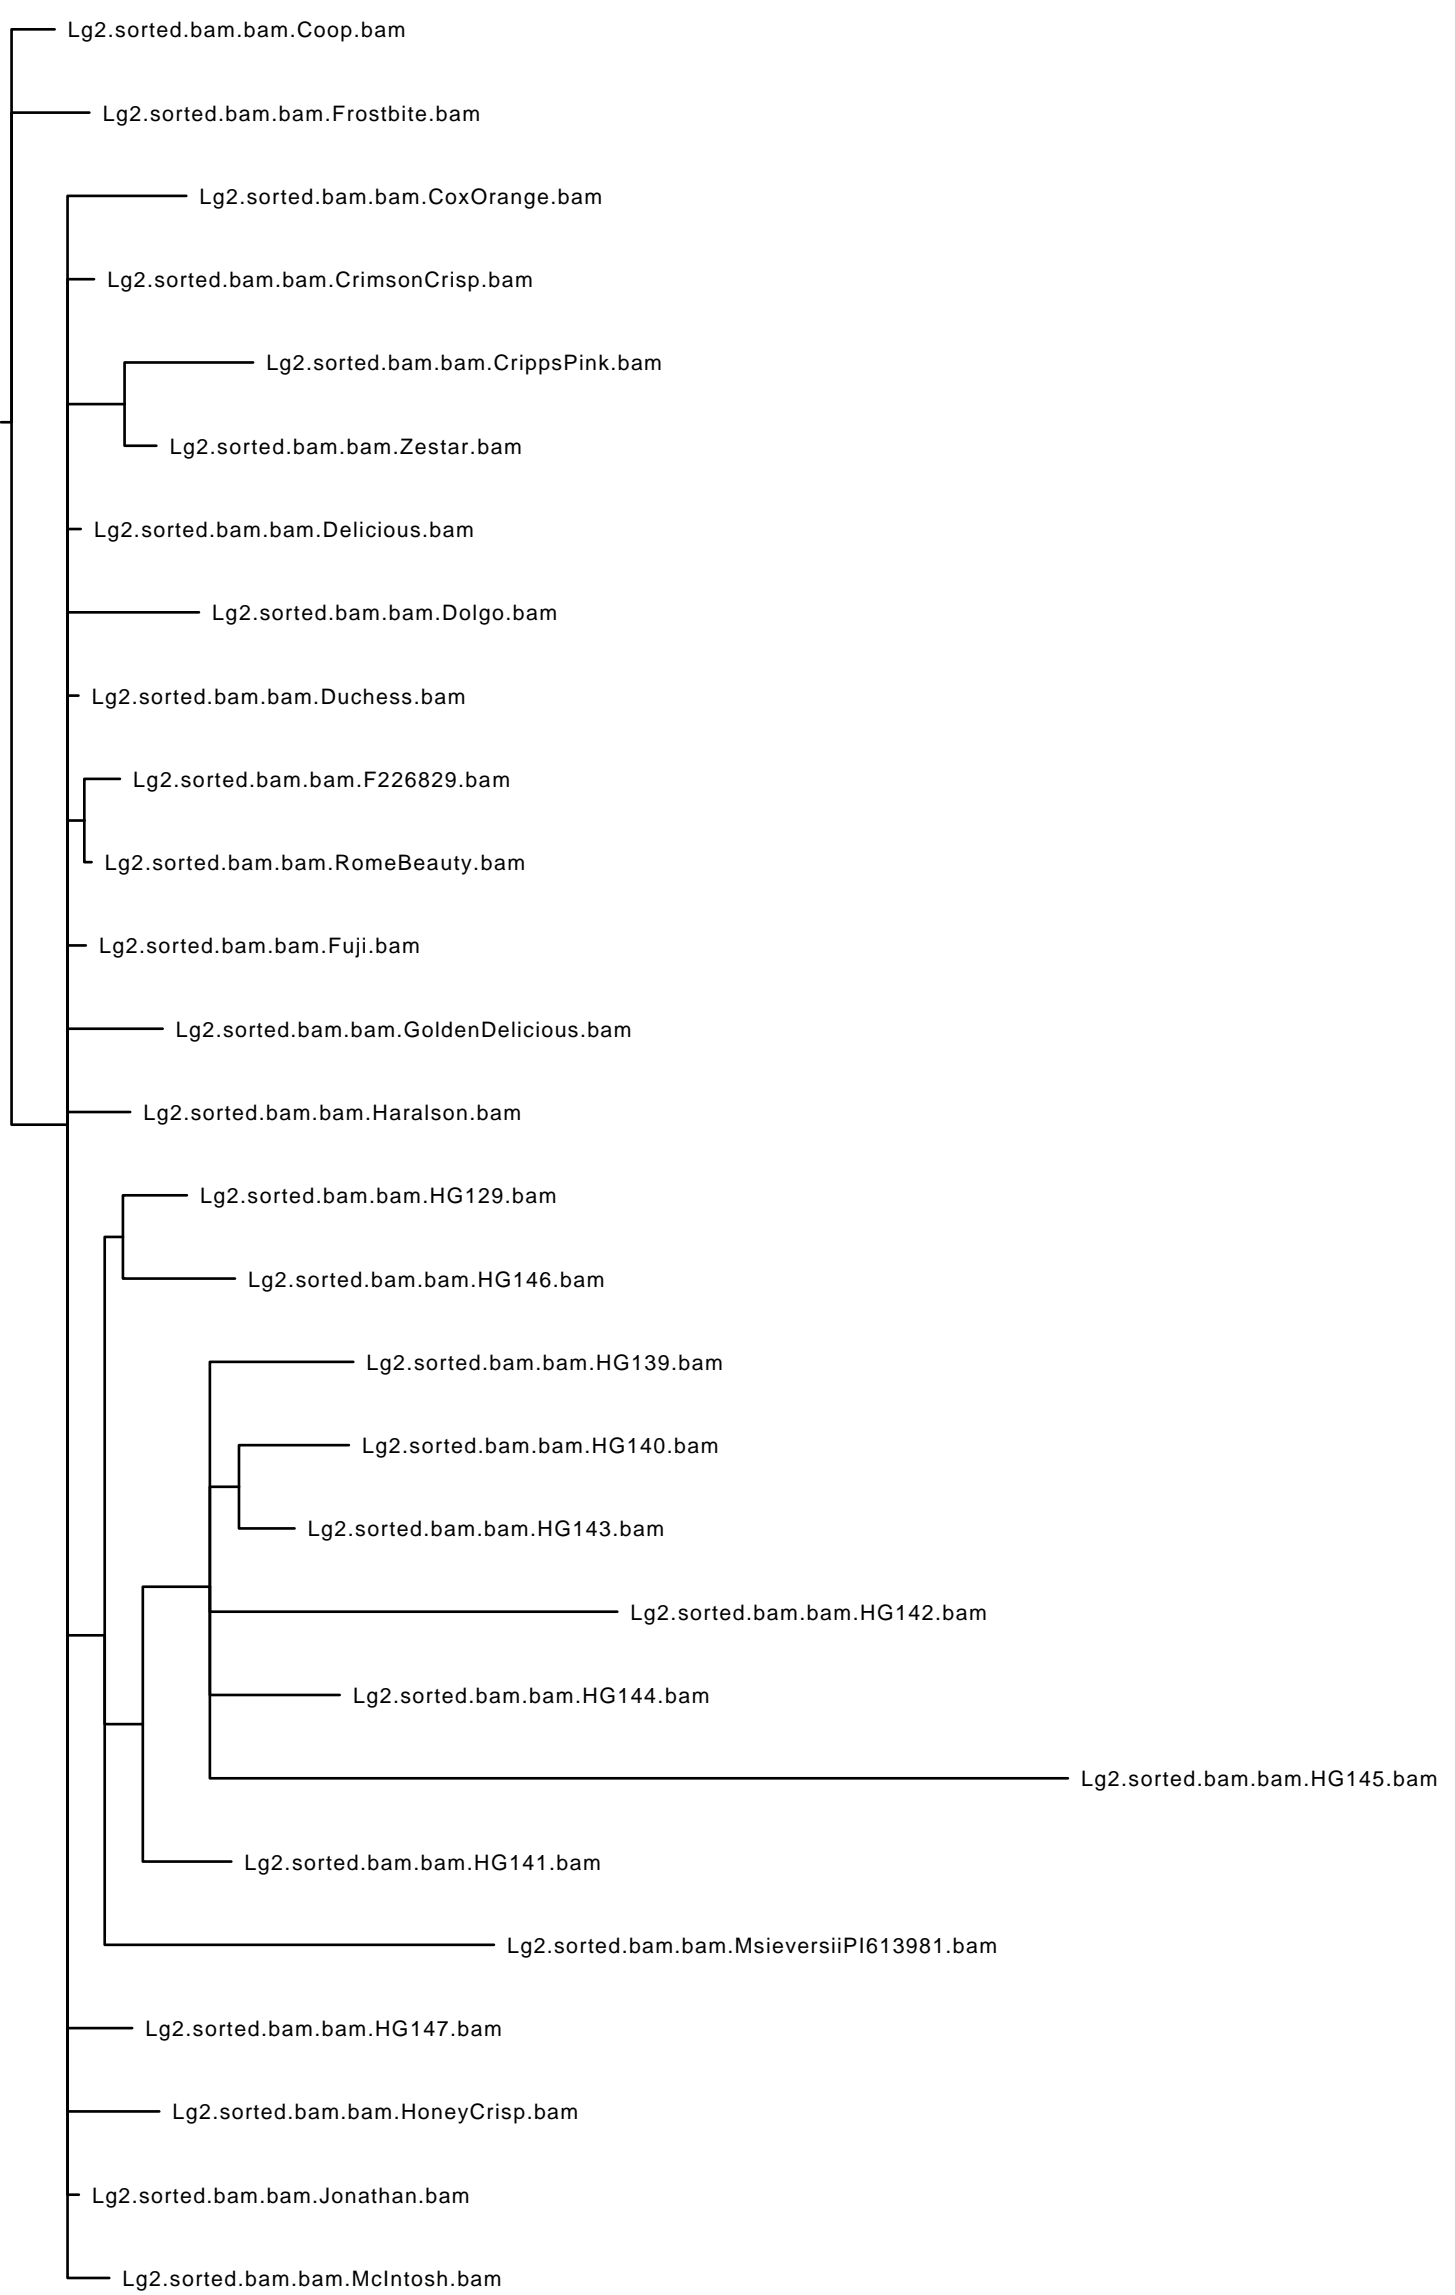 Lg2.sorted.bam.bam.Coop.bam
Lg2.sorted.bam.bam.Frostbite.bam
Lg2.sorted.bam.bam.CoxOrange.bam
Lg2.sorted.bam.bam.CrimsonCrisp.bam
Lg2.sorted.bam.bam.CrippsPink.bam
Lg2.sorted.bam.bam.Zestar.bam
Lg2.sorted.bam.bam.Delicious.bam
Lg2.sorted.bam.bam.Dolgo.bam
Lg2.sorted.bam.bam.Duchess.bam
Lg2.sorted.bam.bam.F226829.bam
Lg2.sorted.bam.bam.RomeBeauty.bam
Lg2.sorted.bam.bam.Fuji.bam
Lg2.sorted.bam.bam.GoldenDelicious.bam
Lg2.sorted.bam.bam.Haralson.bam
Lg2.sorted.bam.bam.HG129.bam
Lg2.sorted.bam.bam.HG146.bam
Lg2.sorted.bam.bam.HG139.bam
Lg2.sorted.bam.bam.HG140.bam
Lg2.sorted.bam.bam.HG143.bam
Lg2.sorted.bam.bam.HG142.bam
Lg2.sorted.bam.bam.HG144.bam
Lg2.sorted.bam.bam.HG145.bam
Lg2.sorted.bam.bam.HG141.bam
Lg2.sorted.bam.bam.MsieversiiPI613981.bam
Lg2.sorted.bam.bam.HG147.bam
Lg2.sorted.bam.bam.HoneyCrisp.bam
Lg2.sorted.bam.bam.Jonathan.bam
Lg2.sorted.bam.bam.McIntosh.bam